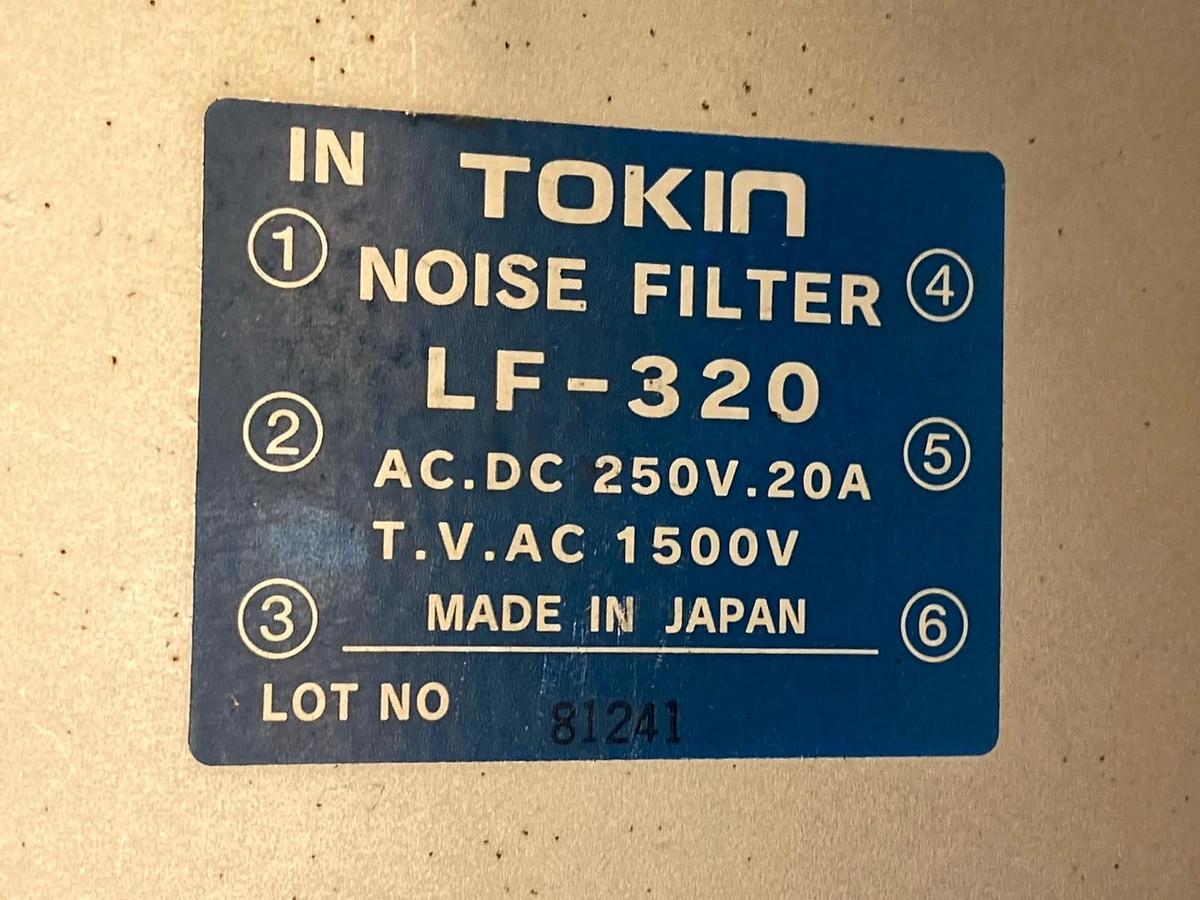 IN
TOKIN
① NOISE FILTER ④
LF-320
② AC.DC 250V.20A ⑤
T.V.AC 1500V
③ MADE IN JAPAN ⑥
LOT NO 81241